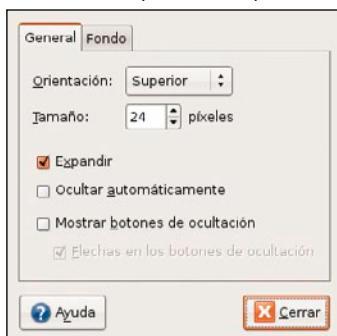 General Fondo
Orientación: Superior
Tamaño: 24 píxeles
Expandir
Ocultar automáticamente
Mostrar botones de ocultación
Flechas en los botones de ocultación
Ayuda Cerrar